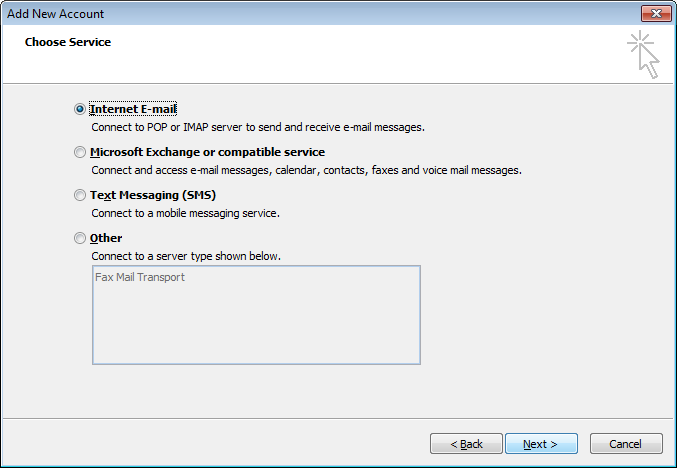 Add New Account
Choose Service
Internet E-mail
Connect to POP or IMAP server to send and receive e-mail messages.
Microsoft Exchange or compatible service
Connect and access e-mail messages, calendar, contacts, faxes and voice mail messages.
Text Messaging (SMS)
Connect to a mobile messaging service.
Other
Connect to a server type shown below.
Fax Mail Transport
< Back Next > Cancel